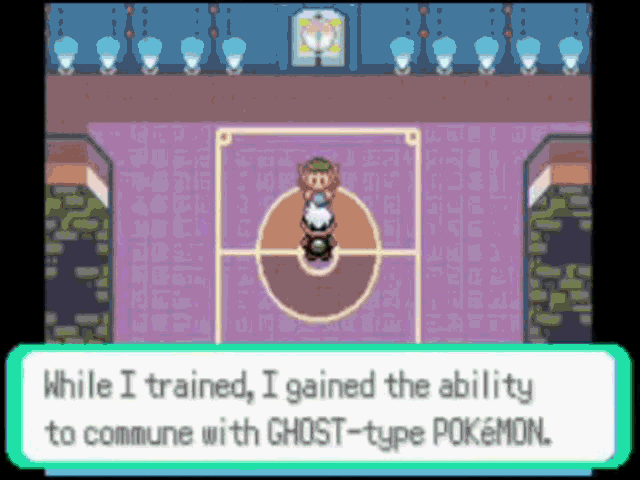 While I trained, I gained the ability
to commune with GHOST-type POKéMON.